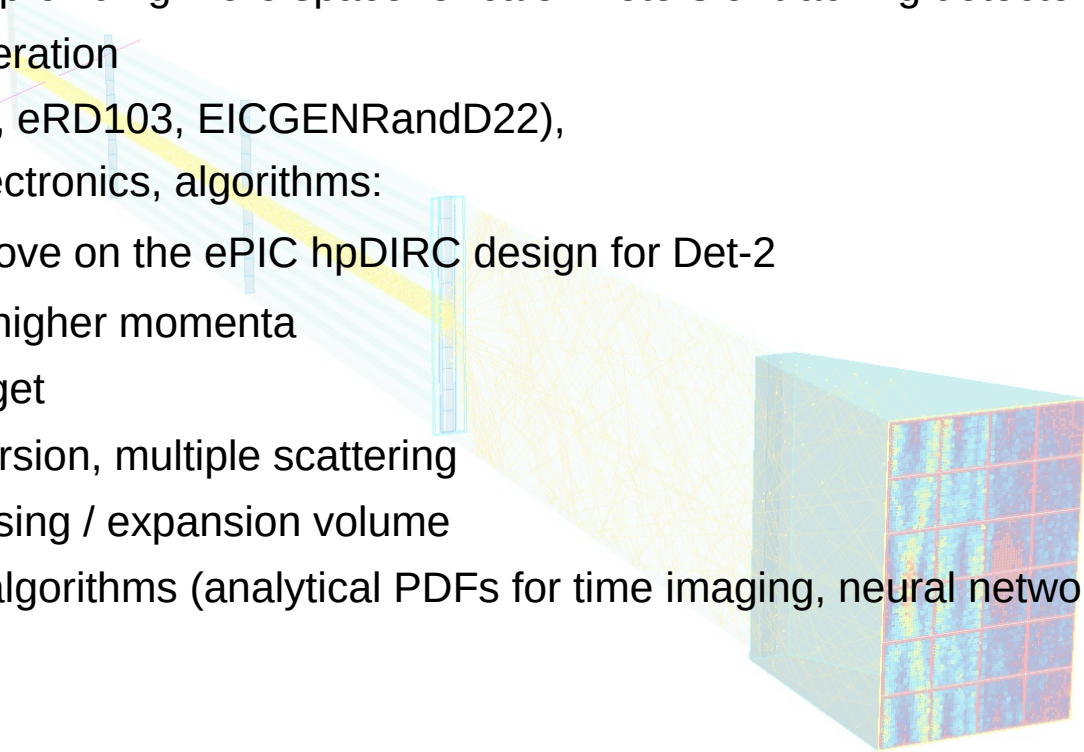 eration
, eRD103, EICGENRandD22),
ectronics, algorithms:
ove on the ePIC hpDIRC design for Det-2
higher momenta
get
rsion, multiple scattering
sing / expansion volume
algorithms (analytical PDFs for time imaging, neural netwo